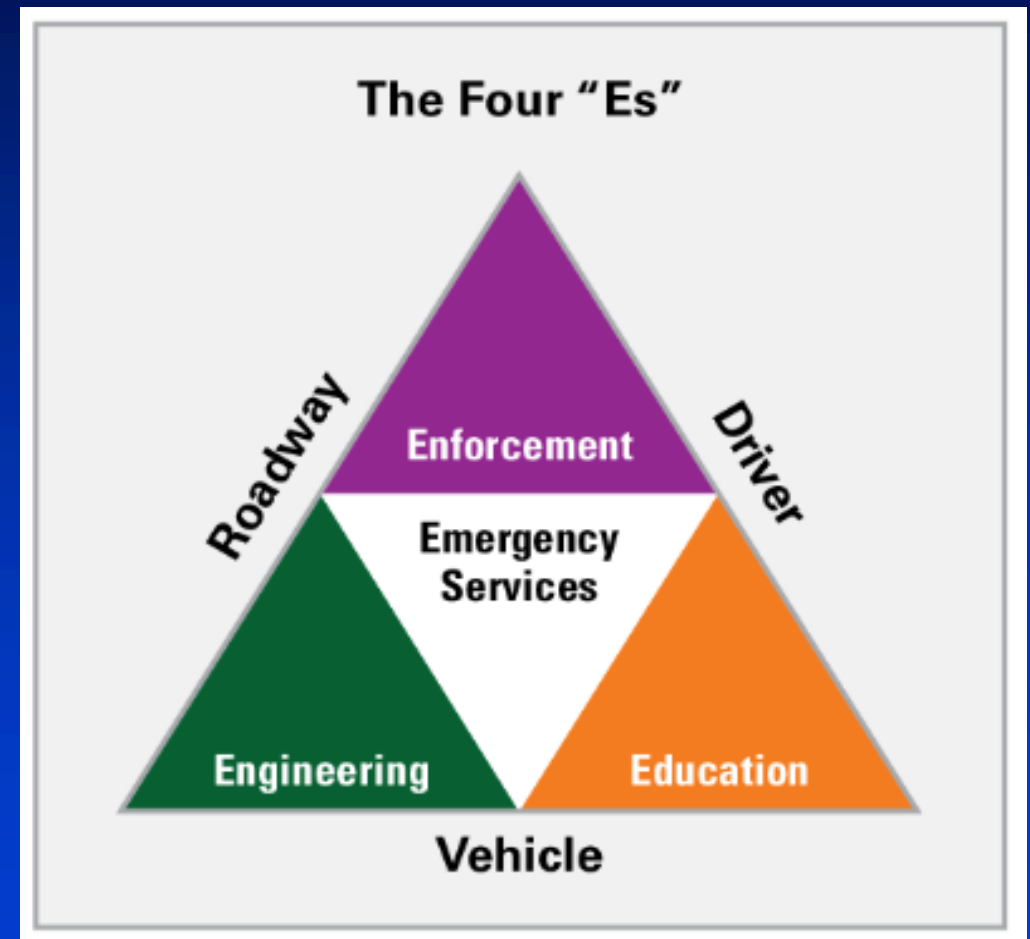 The Four “Es”
Roadway
Driver
Enforcement
Emergency
Services
Engineering
Education
Vehicle